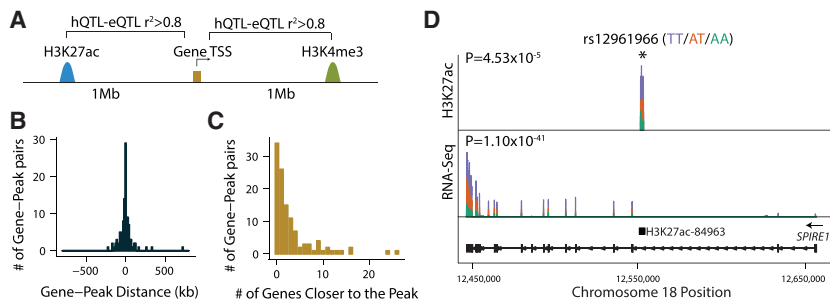 A
hQTL-eQTL r²>0.8
hQTL-eQTL r²>0.8
H3K27ac
Gene TSS
H3K4me3
1Mb
1Mb
B
# of Gene−Peak pairs
30
20
10
0
−500
0
500
Gene−Peak Distance (kb)
C
# of Gene−Peak pairs
30
20
10
0
0
10
20
# of Genes Closer to the Peak
D
rs12961966 (TT/AT/AA)
*
H3K27ac
P=4.53x10⁻⁵
RNA-Seq
P=1.10x10⁻⁴¹
H3K27ac-84963
SPIRE1
12,450,000
12,550,000
12,650,000
Chromosome 18 Position